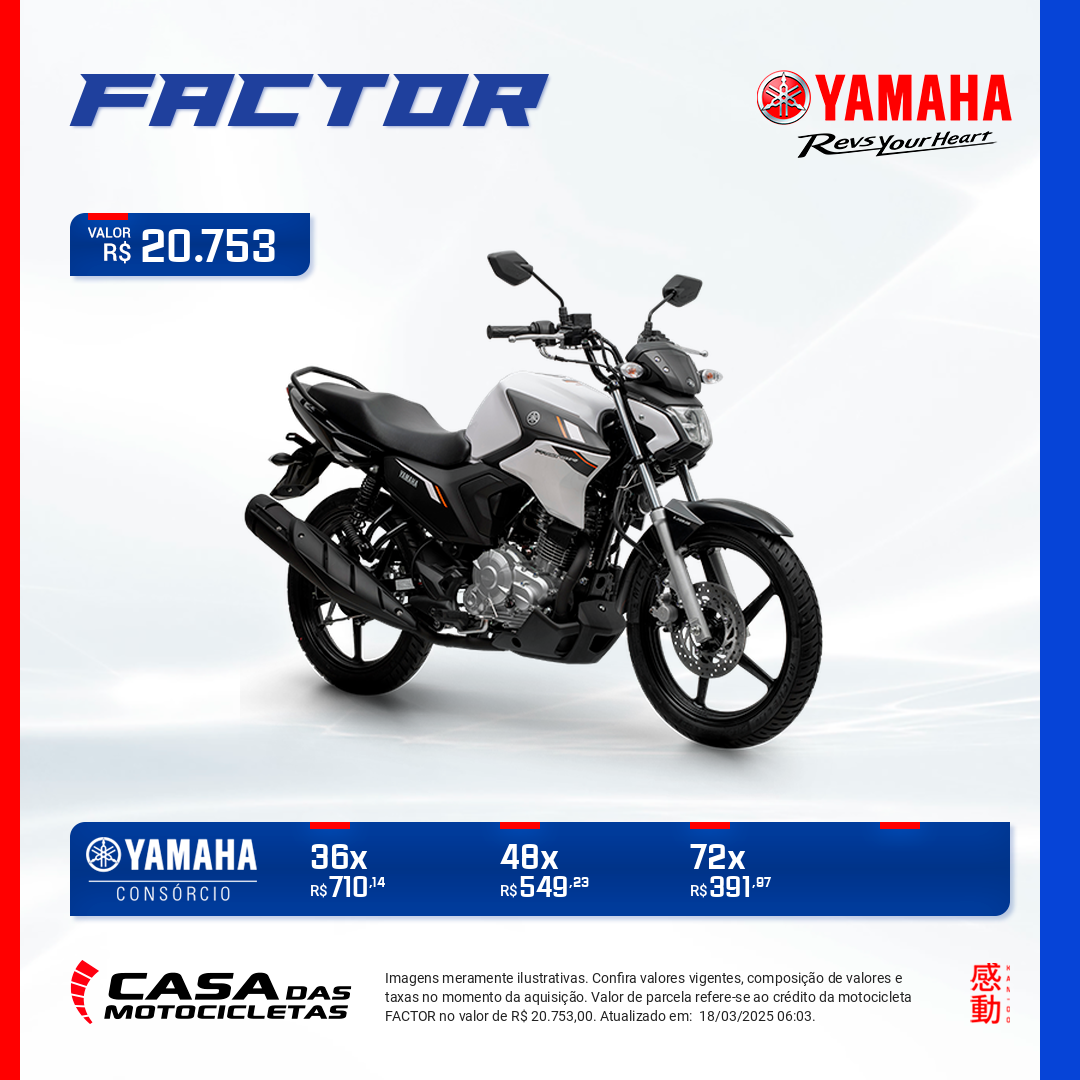 FACTOR
YAMAHA
Revs Your Heart
VALOR
R$ 20.753
YAMAHA
YAMAHA
CONSÓRCIO
36x
R$ 710,14
48x
R$ 549,23
72x
R$ 391,97
CASA DAS
MOTOCICLETAS
Imagens meramente ilustrativas. Confira valores vigentes, composição de valores e
taxas no momento da aquisição. Valor de parcela refere-se ao crédito da motocicleta
FACTOR no valor de R$ 20.753,00. Atualizado em:  18/03/2025 06:03.
感動